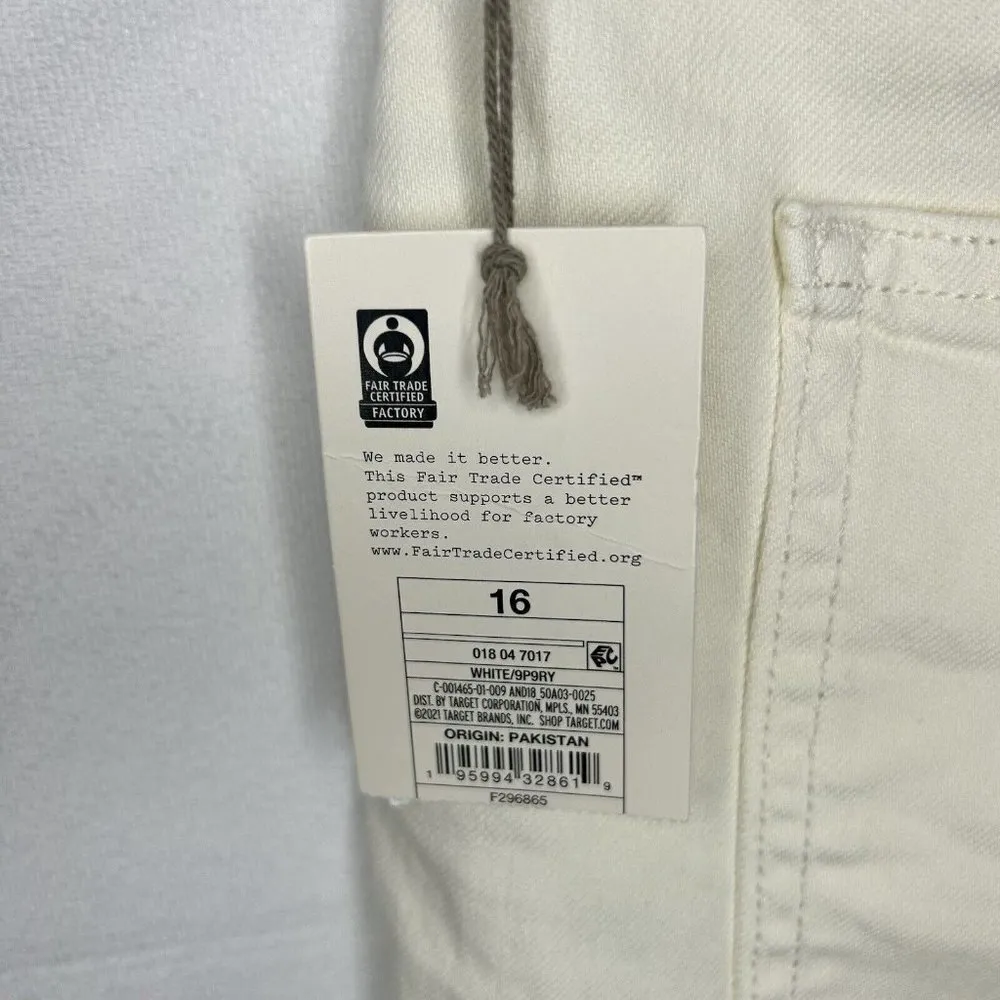 FAIR TRADE
CERTIFIED
FACTORY
We made it better.
This Fair Trade Certified™
product supports a better
livelihood for factory
workers.
www.FairTradeCertified.org
16
018 04 7017
WHITE/9P9RY
C-001465-01-009 AND18 50A03-0025
DIST. BY TARGET CORPORATION, MPLS., MN 55403
©2021 TARGET BRANDS, INC. SHOP TARGET.COM
ORIGIN: PAKISTAN
1 95994 32861 9
F296865